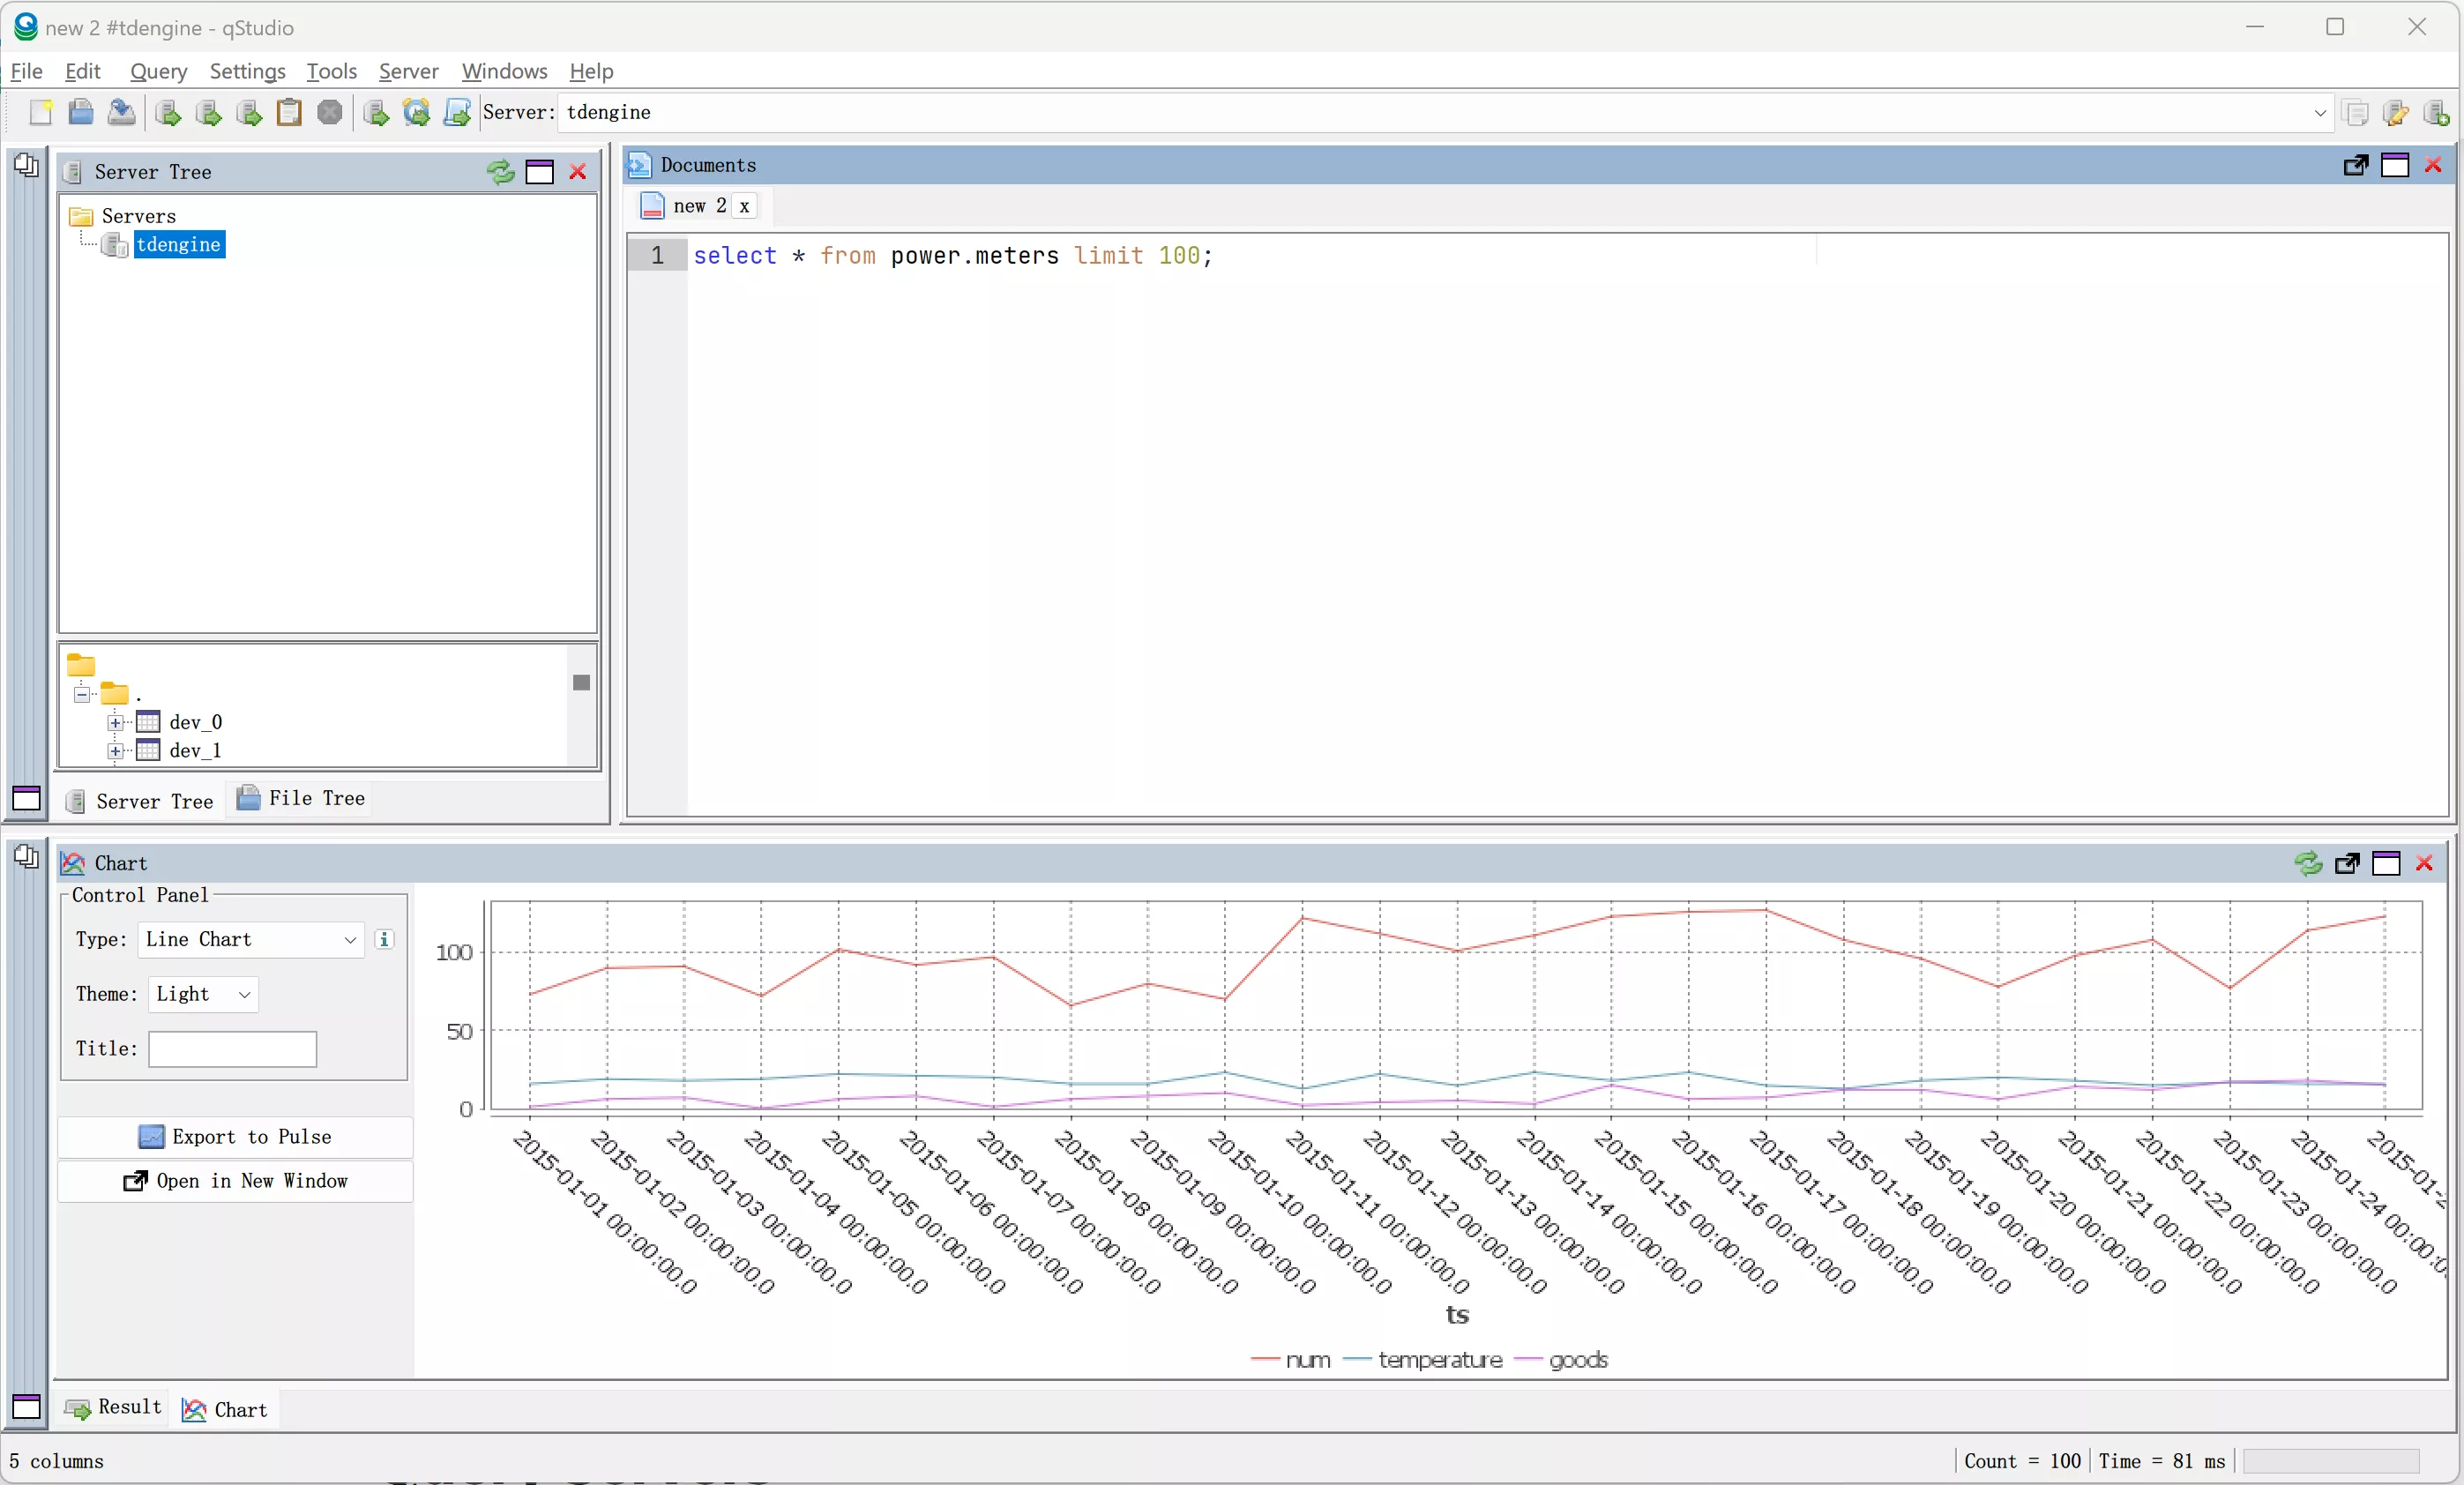 new 2 #tdengine - qStudio
File Edit Query Settings Tools Server Windows Help
Server: tdengine
Server Tree
Servers
tdengine
.
dev_0
dev_1
Server Tree File Tree
Documents
new 2 x
1 select * from power.meters limit 100;
Chart
Control Panel
Type: Line Chart
Theme: Light
Title:
Export to Pulse
Open in New Window
100
50
0
2015-01-01 00:00:00.0
2015-01-02 00:00:00.0
2015-01-03 00:00:00.0
2015-01-04 00:00:00.0
2015-01-05 00:00:00.0
2015-01-06 00:00:00.0
2015-01-07 00:00:00.0
2015-01-08 00:00:00.0
2015-01-09 00:00:00.0
2015-01-10 00:00:00.0
2015-01-11 00:00:00.0
2015-01-12 00:00:00.0
2015-01-13 00:00:00.0
2015-01-14 00:00:00.0
2015-01-15 00:00:00.0
2015-01-16 00:00:00.0
2015-01-17 00:00:00.0
2015-01-18 00:00:00.0
2015-01-19 00:00:00.0
2015-01-20 00:00:00.0
2015-01-21 00:00:00.0
2015-01-22 00:00:00.0
2015-01-23 00:00:00.0
2015-01-24 00:00:00.
2015-01-2
ts
num temperature goods
Result Chart
5 columns
Count = 100 Time = 81 ms